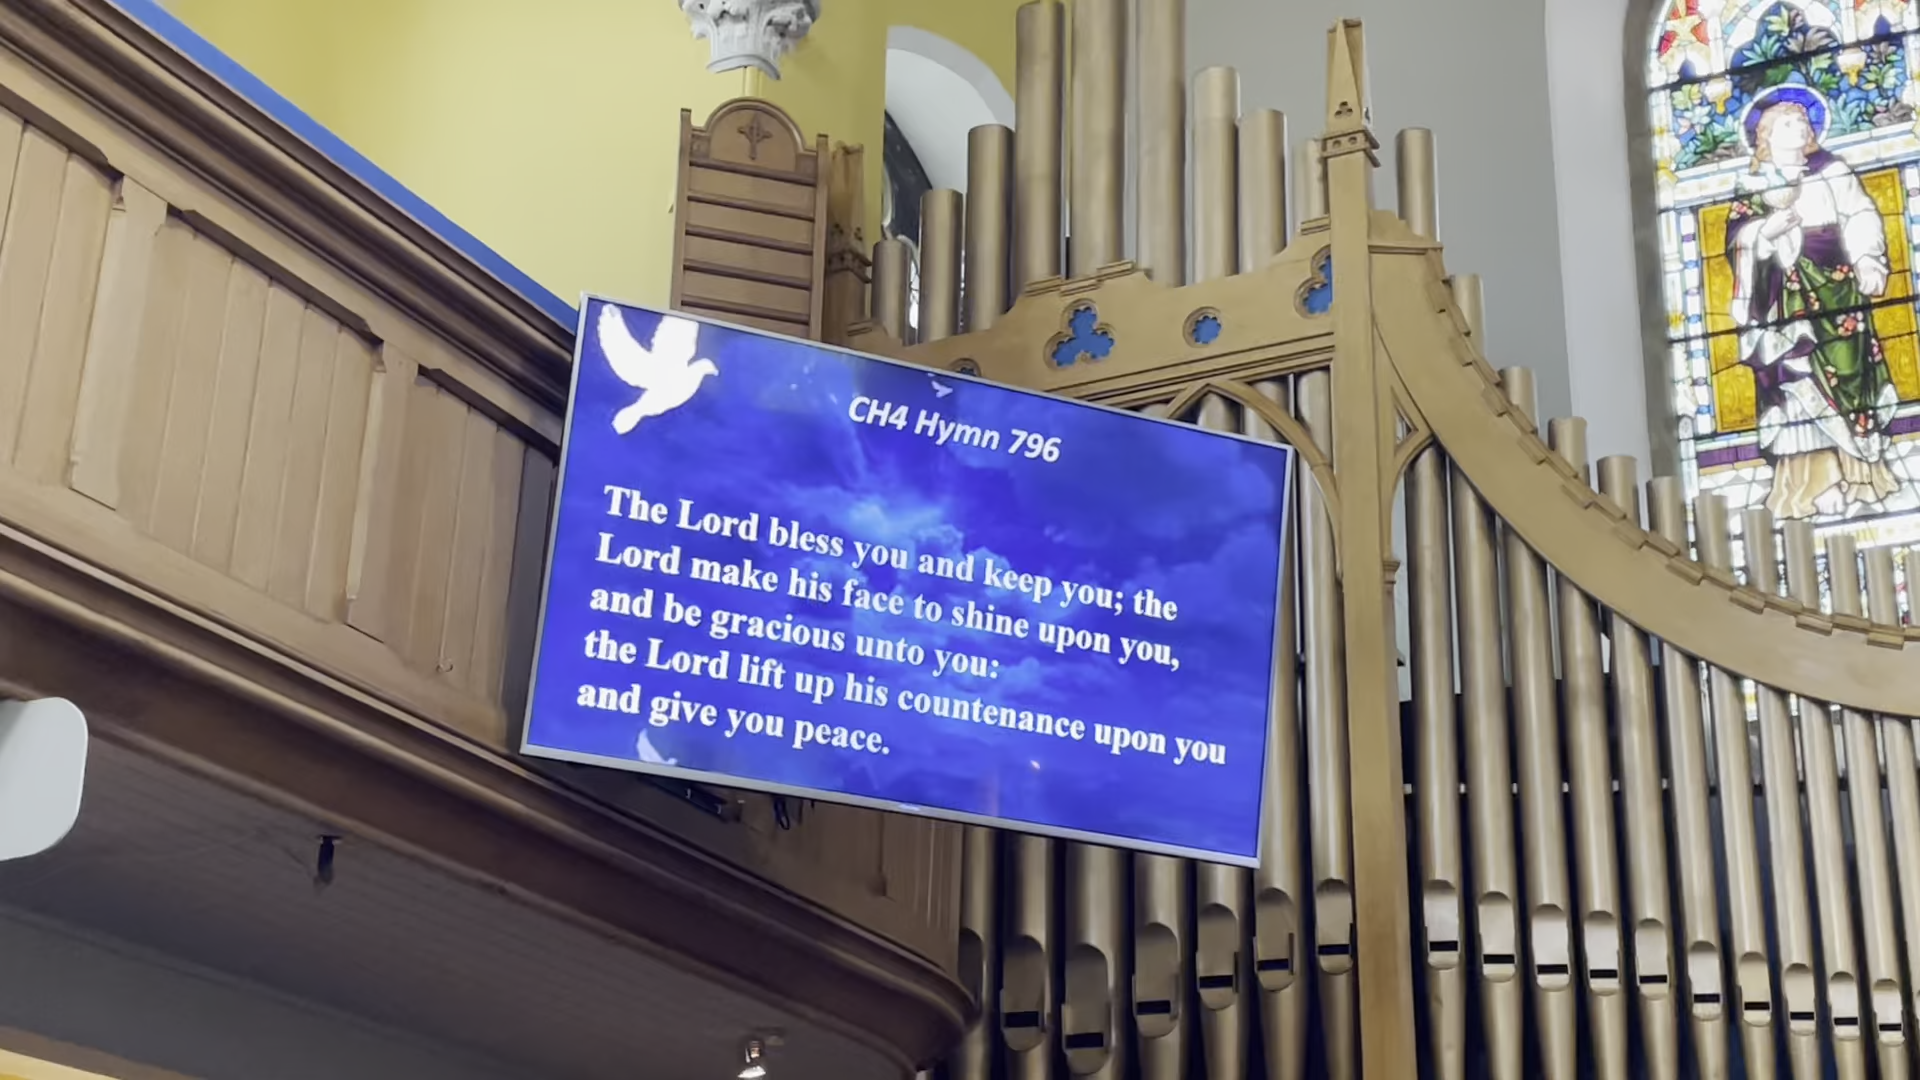 CH4 Hymn 796
The Lord bless you and keep you; the
Lord make his face to shine upon you,
and be gracious unto you:
the Lord lift up his countenance upon you
and give you peace.